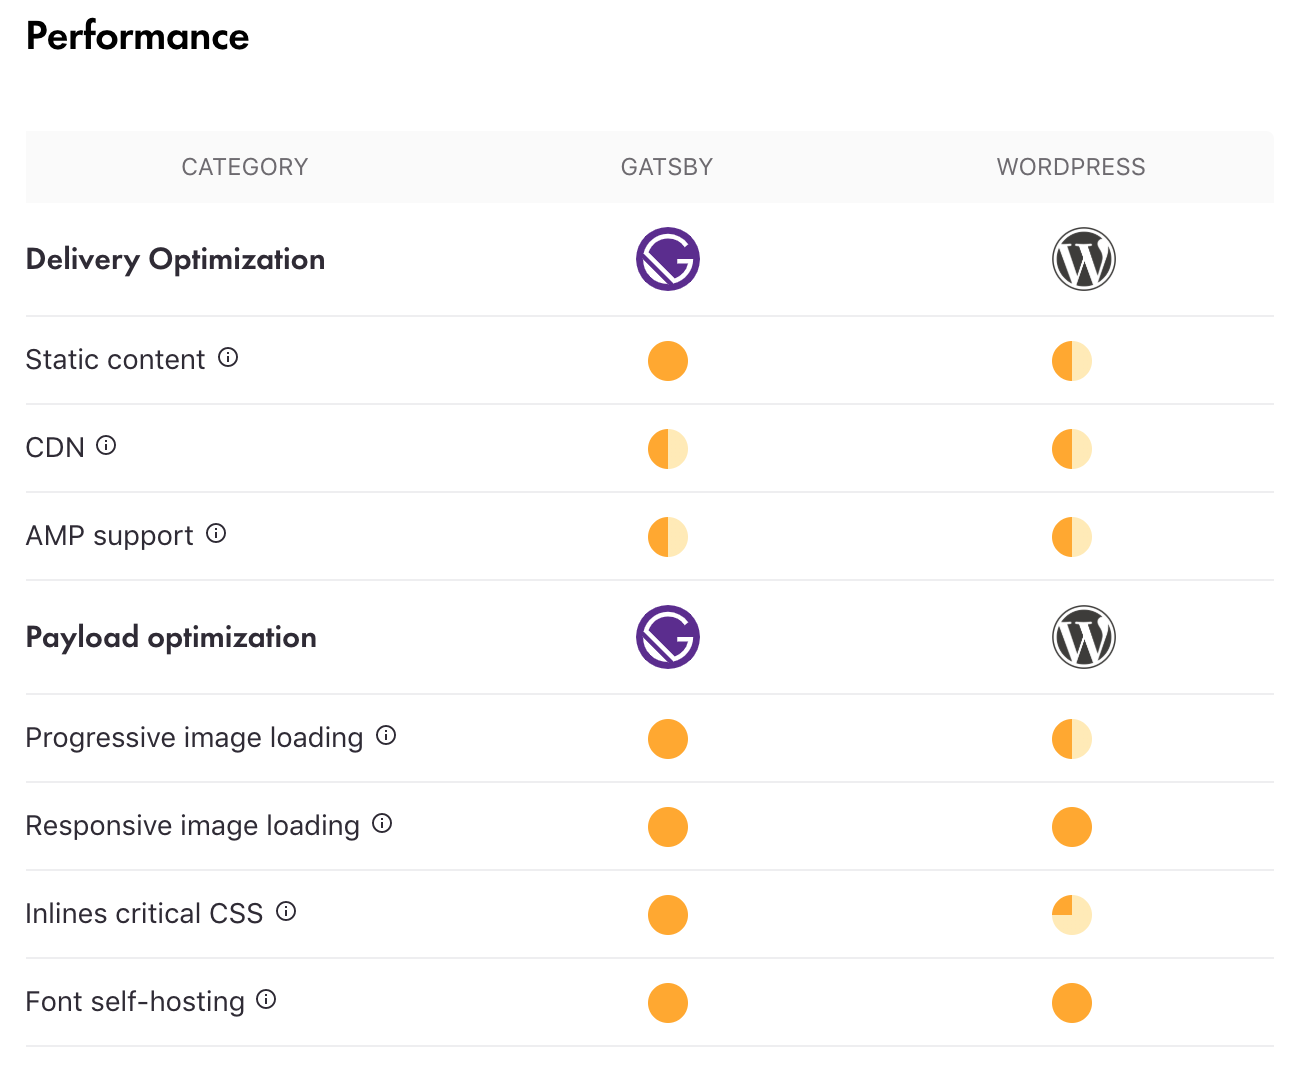 Performance
CATEGORY GATSBY WORDPRESS
Delivery Optimization
Static content
CDN
AMP support
Payload optimization
Progressive image loading
Responsive image loading
Inlines critical CSS
Font self-hosting